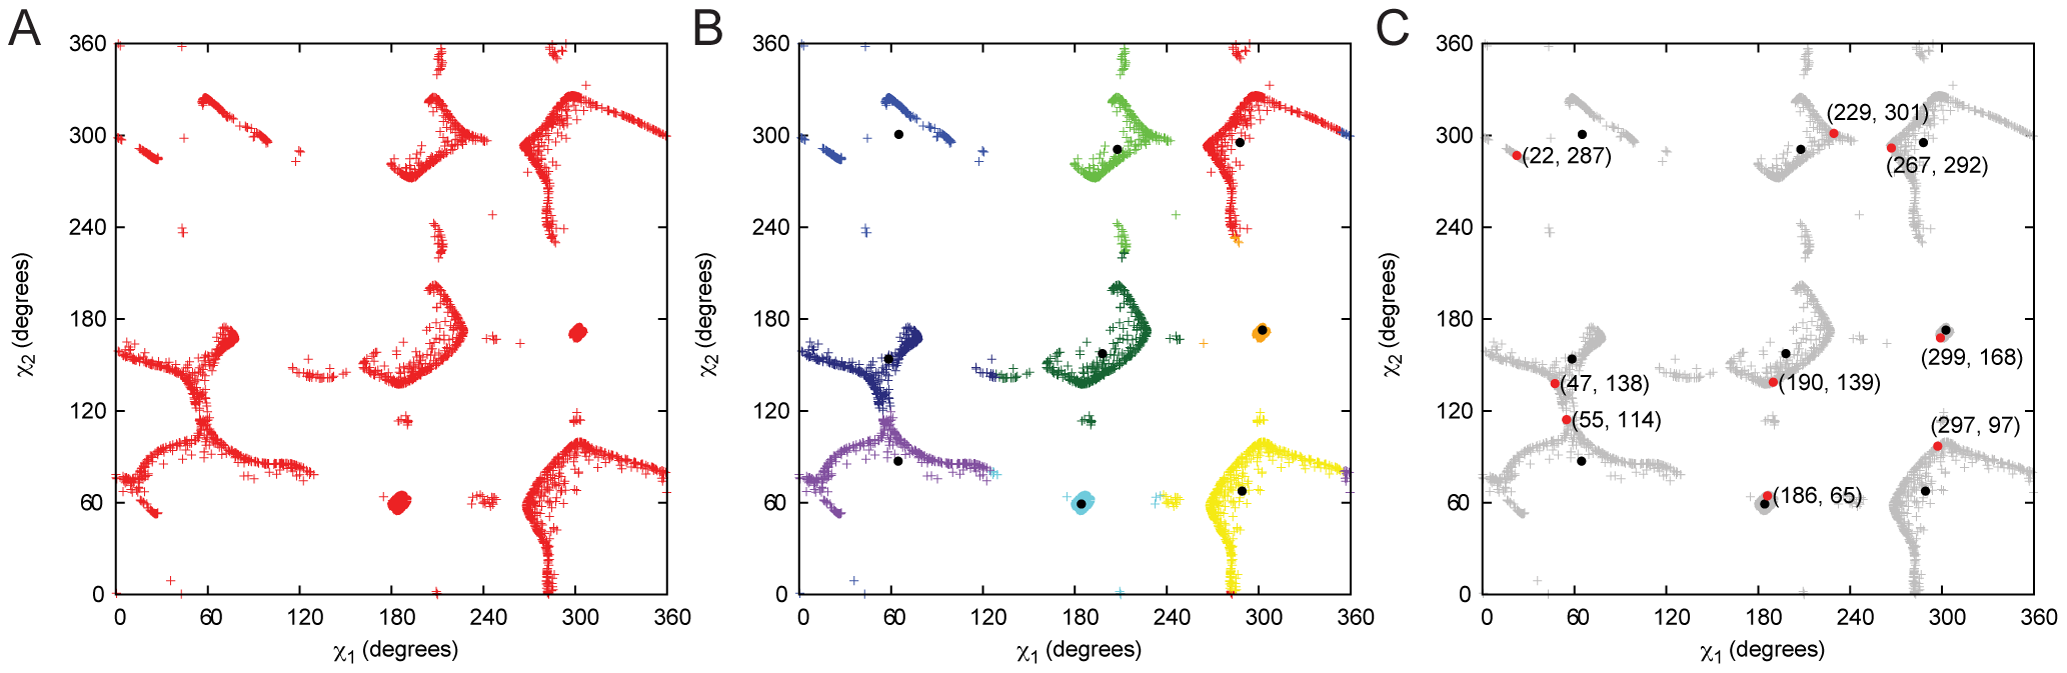 A
360
300
240
180
120
60
0
χ2 (degrees)
0 60 120 180 240 300 360
χ1 (degrees)
B
360
300
240
180
120
60
0
χ2 (degrees)
0 60 120 180 240 300 360
χ1 (degrees)
C
360
300
240
180
120
60
0
χ2 (degrees)
(229, 301)
(22, 287)
(267, 292)
(299, 168)
(47, 138)
(190, 139)
(55, 114)
(297, 97)
(186, 65)
0 60 120 180 240 300 360
χ1 (degrees)